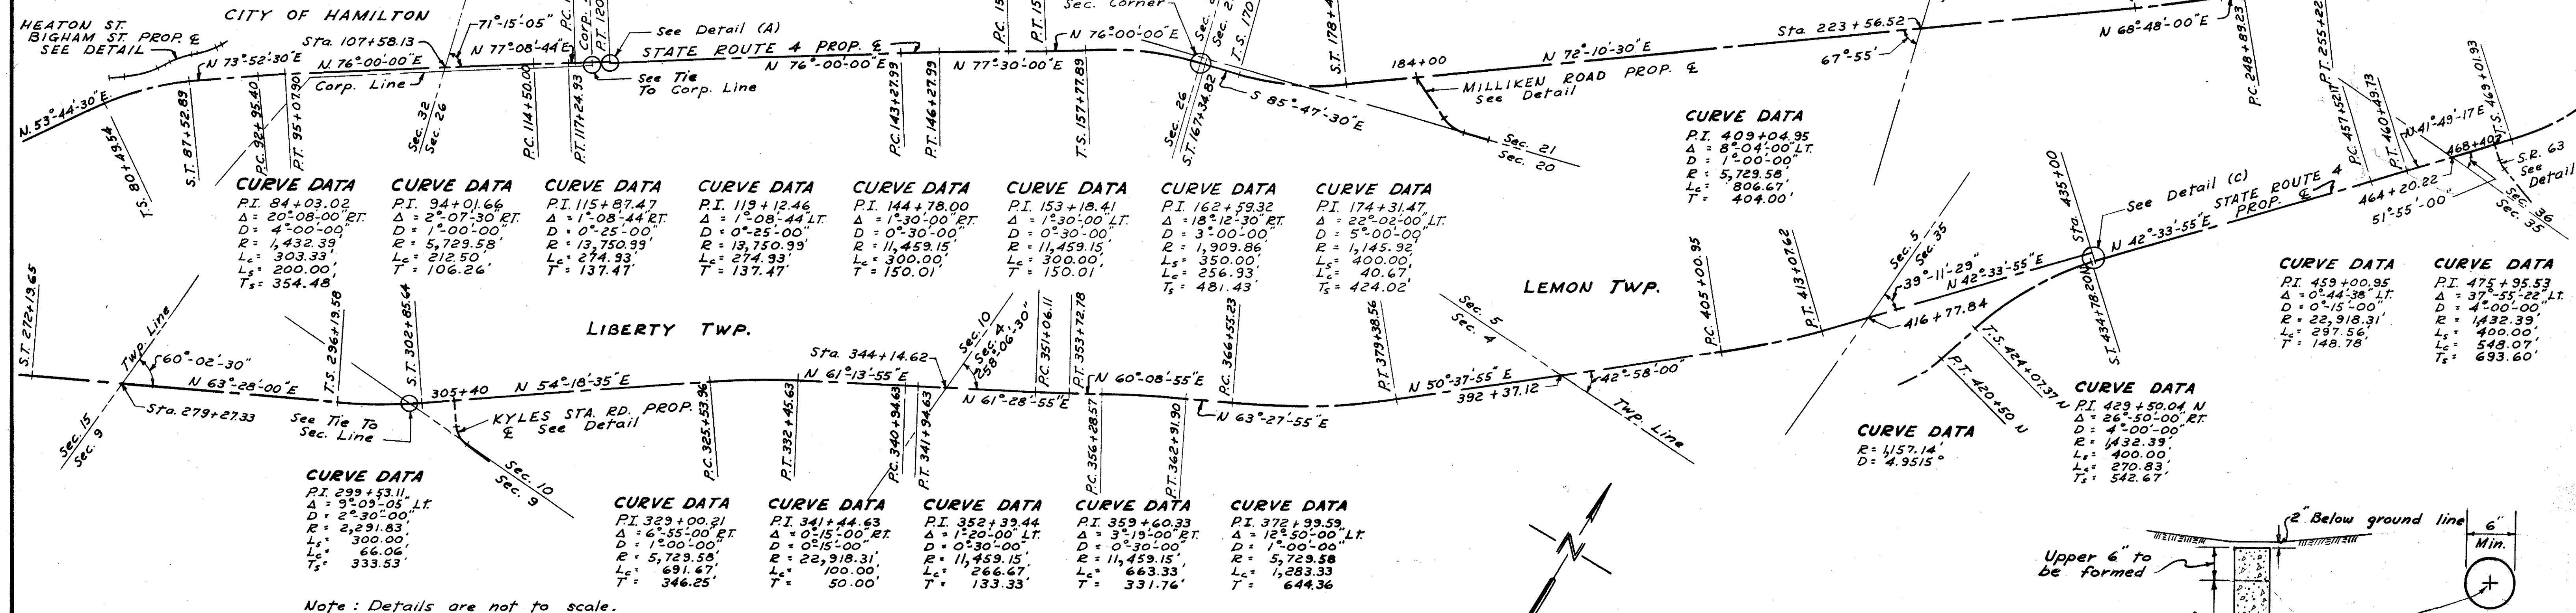 HEATON ST.
BIGHAM ST. PROP. ℄
SEE DETAIL
CITY OF HAMILTON
Sta. 107+58.13
71°-15'-05"
N 77°-08'-44"E
See Detail (A)
STATE ROUTE 4 PROP. ℄
N 76°-00'-00"E
N 76°00'00"E
N 77°-30'-00"E
Sec. Corner
See Tie
To Corp. Line
N. 53°-44'-30"E.
N 73°-52'-30"E
N. 76°-00'-00"E
Corp. Line
Sec. 32
Sec. 26
T.S. 80+49.54
S.T. 87+52.89
P.C. 92+95.40
P.T. 95+07.90
P.C. 114+50.00
P.T. 117+24.93
P.C. 143+27.99
P.T. 146+27.99
T.S. 157+77.89
Sec. 26
S.T. 167+34.82
S 85°-47'-30"E
184+00
MILLIKEN ROAD PROP. ℄
See Detail
Sec. 21
Sec. 20
N 72°-10'-30"E
Sta. 223+56.52
67°-55'
N 68°-48'-00"E
P.C. 248+89.23
P.T. 255+22
CURVE DATA
P.I. 84+03.02
Δ = 20°-08'-00" RT.
D = 4°-00'-00"
R = 1,432.39'
Lc = 303.33'
Ls = 200.00'
Ts = 354.48'
CURVE DATA
P.I. 94+01.66
Δ = 2°-07'-30" RT.
D = 1°-00'-00"
R = 5,729.58'
Lc = 212.50'
T = 106.26'
CURVE DATA
P.I. 115+87.47
Δ = 1°-08'-44" RT.
D = 0°-25'-00"
R = 13,750.99'
Lc = 274.93'
T = 137.47'
CURVE DATA
P.I. 119+12.46
Δ = 1°-08'-44" LT.
D = 0°-25'-00"
R = 13,750.99'
Lc = 274.93'
T = 137.47'
CURVE DATA
P.I. 144+78.00
Δ = 1°-30'-00" RT.
D = 0°-30'-00"
R = 11,459.15'
Lc = 300.00'
T = 150.01'
CURVE DATA
P.I. 153+18.41
Δ = 1°-30'-00" LT.
D = 0°-30'-00"
R = 11,459.15'
Lc = 300.00'
T = 150.01'
CURVE DATA
P.I. 162+59.32
Δ = 18°-12'-30" RT
D = 3°-00'-00"
R = 1,909.86'
Ls = 350.00'
Lc = 256.93'
Ts = 481.43'
CURVE DATA
P.I. 174+31.47
Δ = 22°-02'-00" LT.
D = 5°-00'-00"
R = 1,145.92'
Ls = 400.00'
Lc = 40.67'
Ts = 424.02'
CURVE DATA
P.I. 409+04.95
Δ = 8°-04'-00" LT.
D = 1°-00'-00"
R = 5,729.58'
Lc = 806.67'
T = 404.00'
S.T. 272+19.65
Twp. Line
60°-02'-30"
N 63°-28'-00"E
Sta. 279+27.33
Sec. 15
Sec. 9
T.S. 296+19.58
S.T. 302+85.64
See Tie To
Sec. Line
305+40
N 54°-18'-35"E
KYLES STA. RD. PROP.
℄ See Detail
Sec. 10
Sec. 9
LIBERTY TWP.
P.C. 325+53.96
P.T. 332+45.63
N 61°-13'-55"E
P.C. 340+94.63
P.T. 341+94.63
Sta. 344+14.62
Sec. 10
Sec. 4
258°-06'-30"
N 61°-28'-55"E
P.C. 351+06.11
P.T. 353+72.78
P.C. 356+28.57
N 60°-08'-55"E
P.T. 362+91.90
P.C. 366+55.23
N 63°-27'-55"E
P.T. 379+38.56
N 50°-37'-55"E
392+37.12
42°-58'-00"
Sec. 5
Sec. 4
Twp. Line
LEMON TWP.
P.C. 405+00.95
P.T. 413+07.62
Sec. 5
Sec. 35
39°-11'-29"
N 42°-33'-55"E
416+77.84
Sta. 435+00
See Detail (C)
STATE ROUTE 4
PROP. ℄
N 42°-33'-55"E
S.T. 434+78.20N
T.S. 424+07.37 N
P.T. 420+50 N
P.C. 457+52.17
P.T. 460+49.73
464+20.22
51°-55'-00"
N 41°-49'-17"E
T.S. 469+01.93
S.R. 63
See
Detail
Sec. 36
Sec. 35
CURVE DATA
P.I. 459+00.95
Δ = 0°-44'-38" LT.
D = 0°-15'-00"
R = 22,918.31'
Lc = 297.56'
T = 148.78'
CURVE DATA
P.I. 475+95.53
Δ = 37°-55'-22" LT.
D = 4°-00'-00"
R = 1,432.39'
Ls = 400.00'
Lc = 548.07'
Ts = 693.60'
CURVE DATA
R = 1,157.14'
D = 4.9515°
CURVE DATA
P.I. 429+50.04 N
Δ = 26°-50'-00" RT.
D = 4°-00'-00"
R = 1,432.39'
Ls = 400.00'
Lc = 270.83'
Ts = 542.67'
CURVE DATA
P.I. 299+53.11
Δ = 9°-09'-05" LT.
D = 2°-30'-00"
R = 2,291.83'
Ls = 300.00'
Lc = 66.06'
Ts = 333.53'
CURVE DATA
P.I. 329+00.21
Δ = 6°-55'-00" RT.
D = 1°-00'-00"
R = 5,729.58'
Lc = 691.67'
T = 346.25'
CURVE DATA
P.I. 341+44.63
Δ = 0°-15'-00" RT.
D = 0°-15'-00"
R = 22,918.31'
Lc = 100.00'
T = 50.00'
CURVE DATA
P.I. 352+39.44
Δ = 1°-20'-00" LT.
D = 0°-30'-00"
R = 11,459.15'
Lc = 266.67'
T = 133.33'
CURVE DATA
P.I. 359+60.33
Δ = 3°-19'-00" RT.
D = 0°-30'-00"
R = 11,459.15'
Lc = 663.33'
T = 331.76'
CURVE DATA
P.I. 372+99.59
Δ = 12°-50'-00" LT.
D = 1°-00'-00"
R = 5,729.58
Lc = 1,283.33
T = 644.36
N
2" Below ground line
6"
Min.
Upper 6" to
be formed
Note: Details are not to scale.